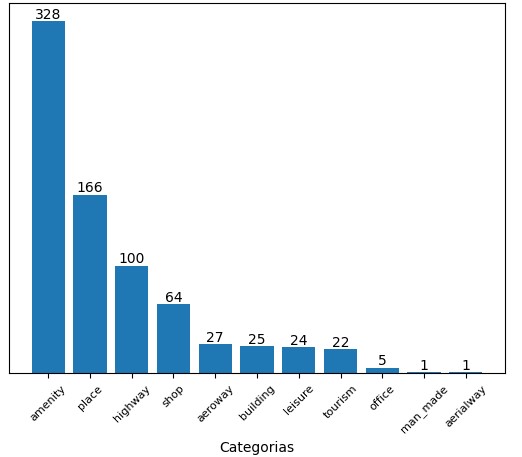 328
166
100
64
27
25
24
22
5
1
1
amenity
place
highway
shop
aeroway
building
leisure
tourism
office
man_made
aerialway
Categorias